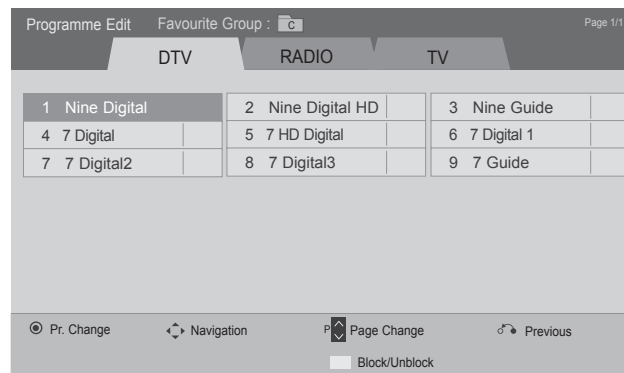 Programme Edit Favourite Group : C Page 1/1
DTV RADIO TV
1 Nine Digital 2 Nine Digital HD 3 Nine Guide
4 7 Digital 5 7 HD Digital 6 7 Digital 1
7 7 Digital2 8 7 Digital3 9 7 Guide
Pr. Change Navigation P Page Change Previous
Block/Unblock